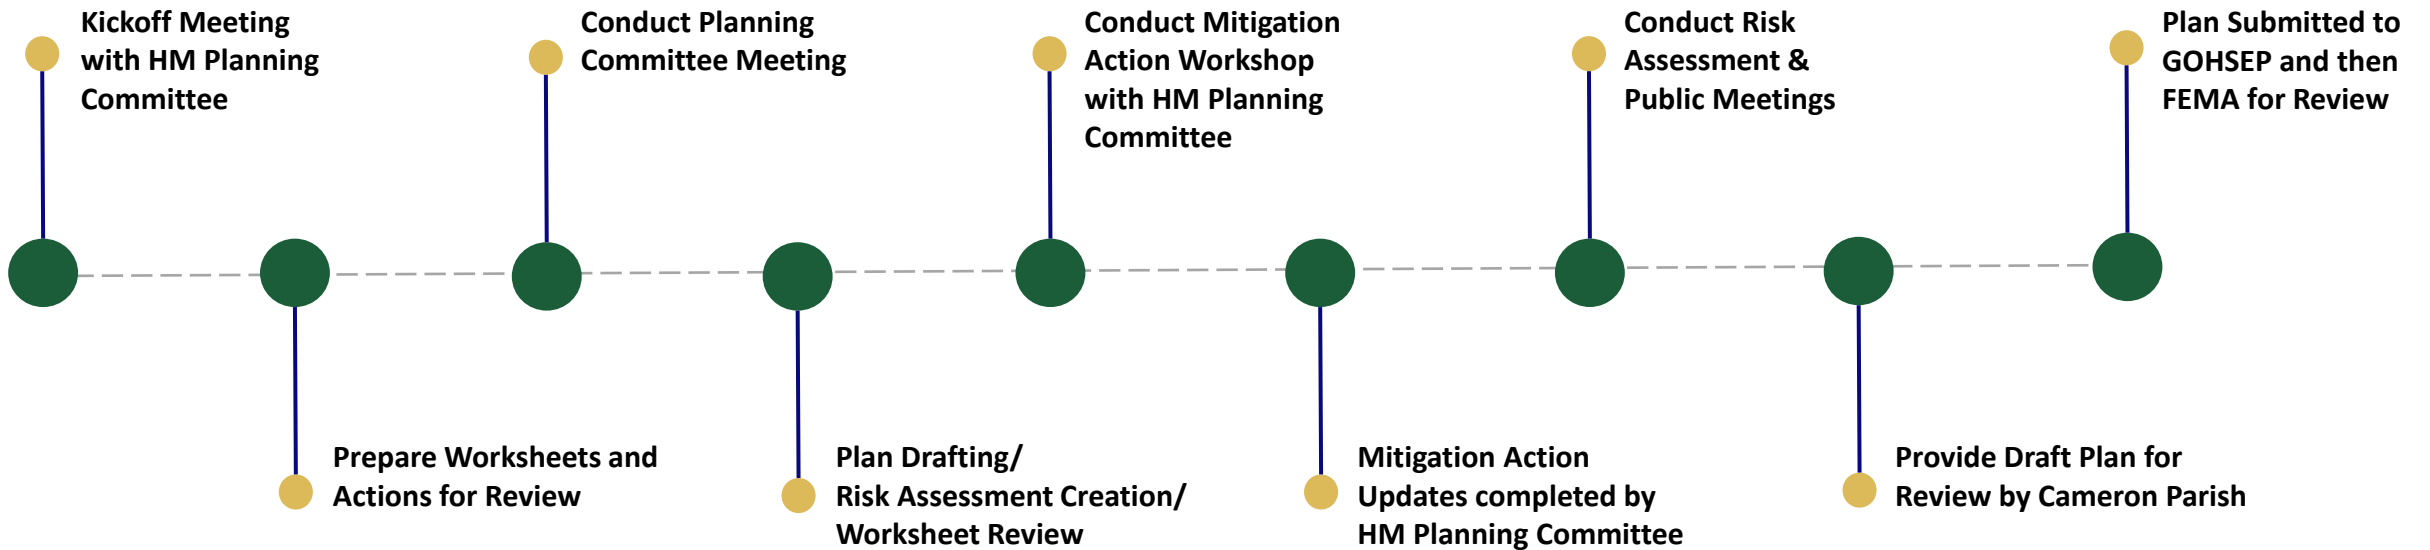 Kickoff Meeting
with HM Planning
Committee
Prepare Worksheets and
Actions for Review
Conduct Planning
Committee Meeting
Plan Drafting/
Risk Assessment Creation/
Worksheet Review
Conduct Mitigation
Action Workshop
with HM Planning
Committee
Mitigation Action
Updates completed by
HM Planning Committee
Conduct Risk
Assessment &
Public Meetings
Provide Draft Plan for
Review by Cameron Parish
Plan Submitted to
GOHSEP and then
FEMA for Review